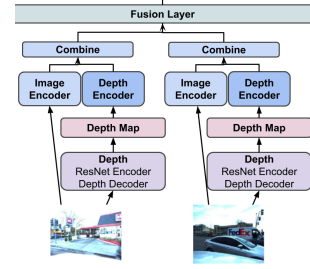 Fusion Layer
Combine
Combine
Image Encoder
Depth Encoder
Image Encoder
Depth Encoder
Depth Map
Depth Map
Depth
ResNet Encoder
Depth Decoder
Depth
ResNet Encoder
Depth Decoder
FedEx